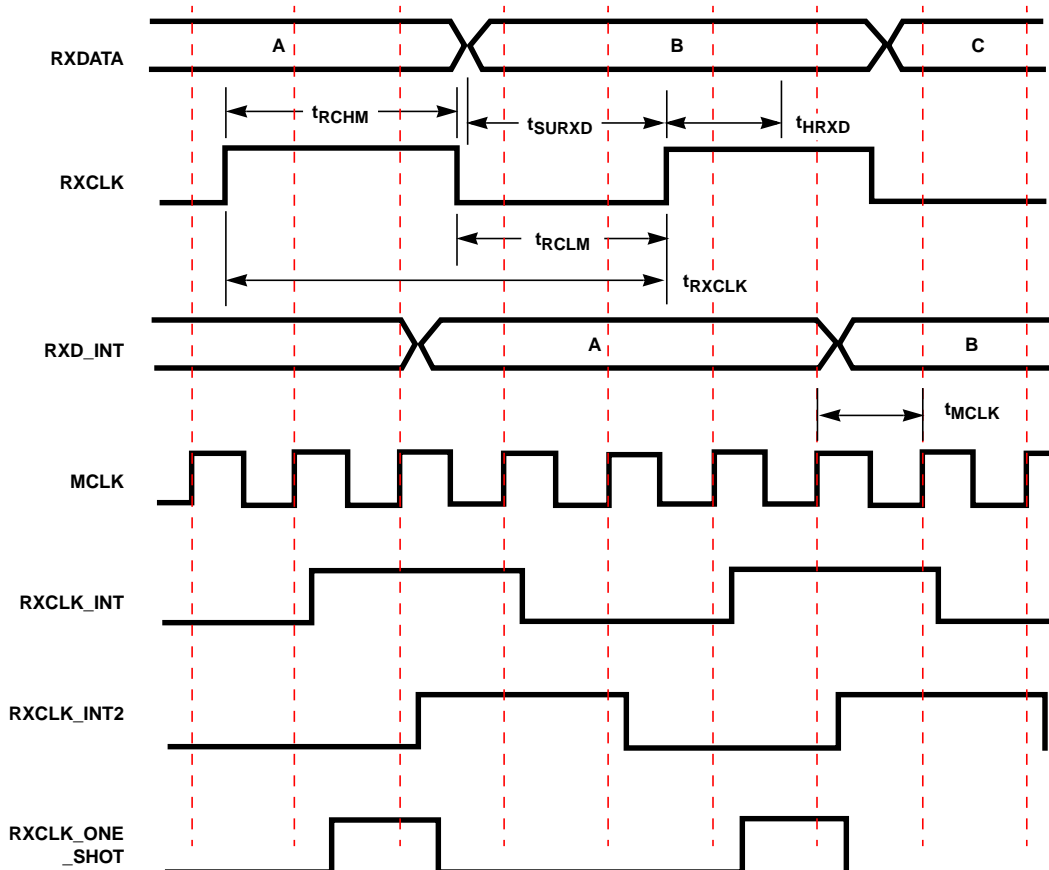 RXDATA
A
B
C
tRCHM
tSURXD
tHRXD
RXCLK
tRCLM
tRXCLK
RXD_INT
A
B
tMCLK
MCLK
RXCLK_INT
RXCLK_INT2
RXCLK_ONE
_SHOT